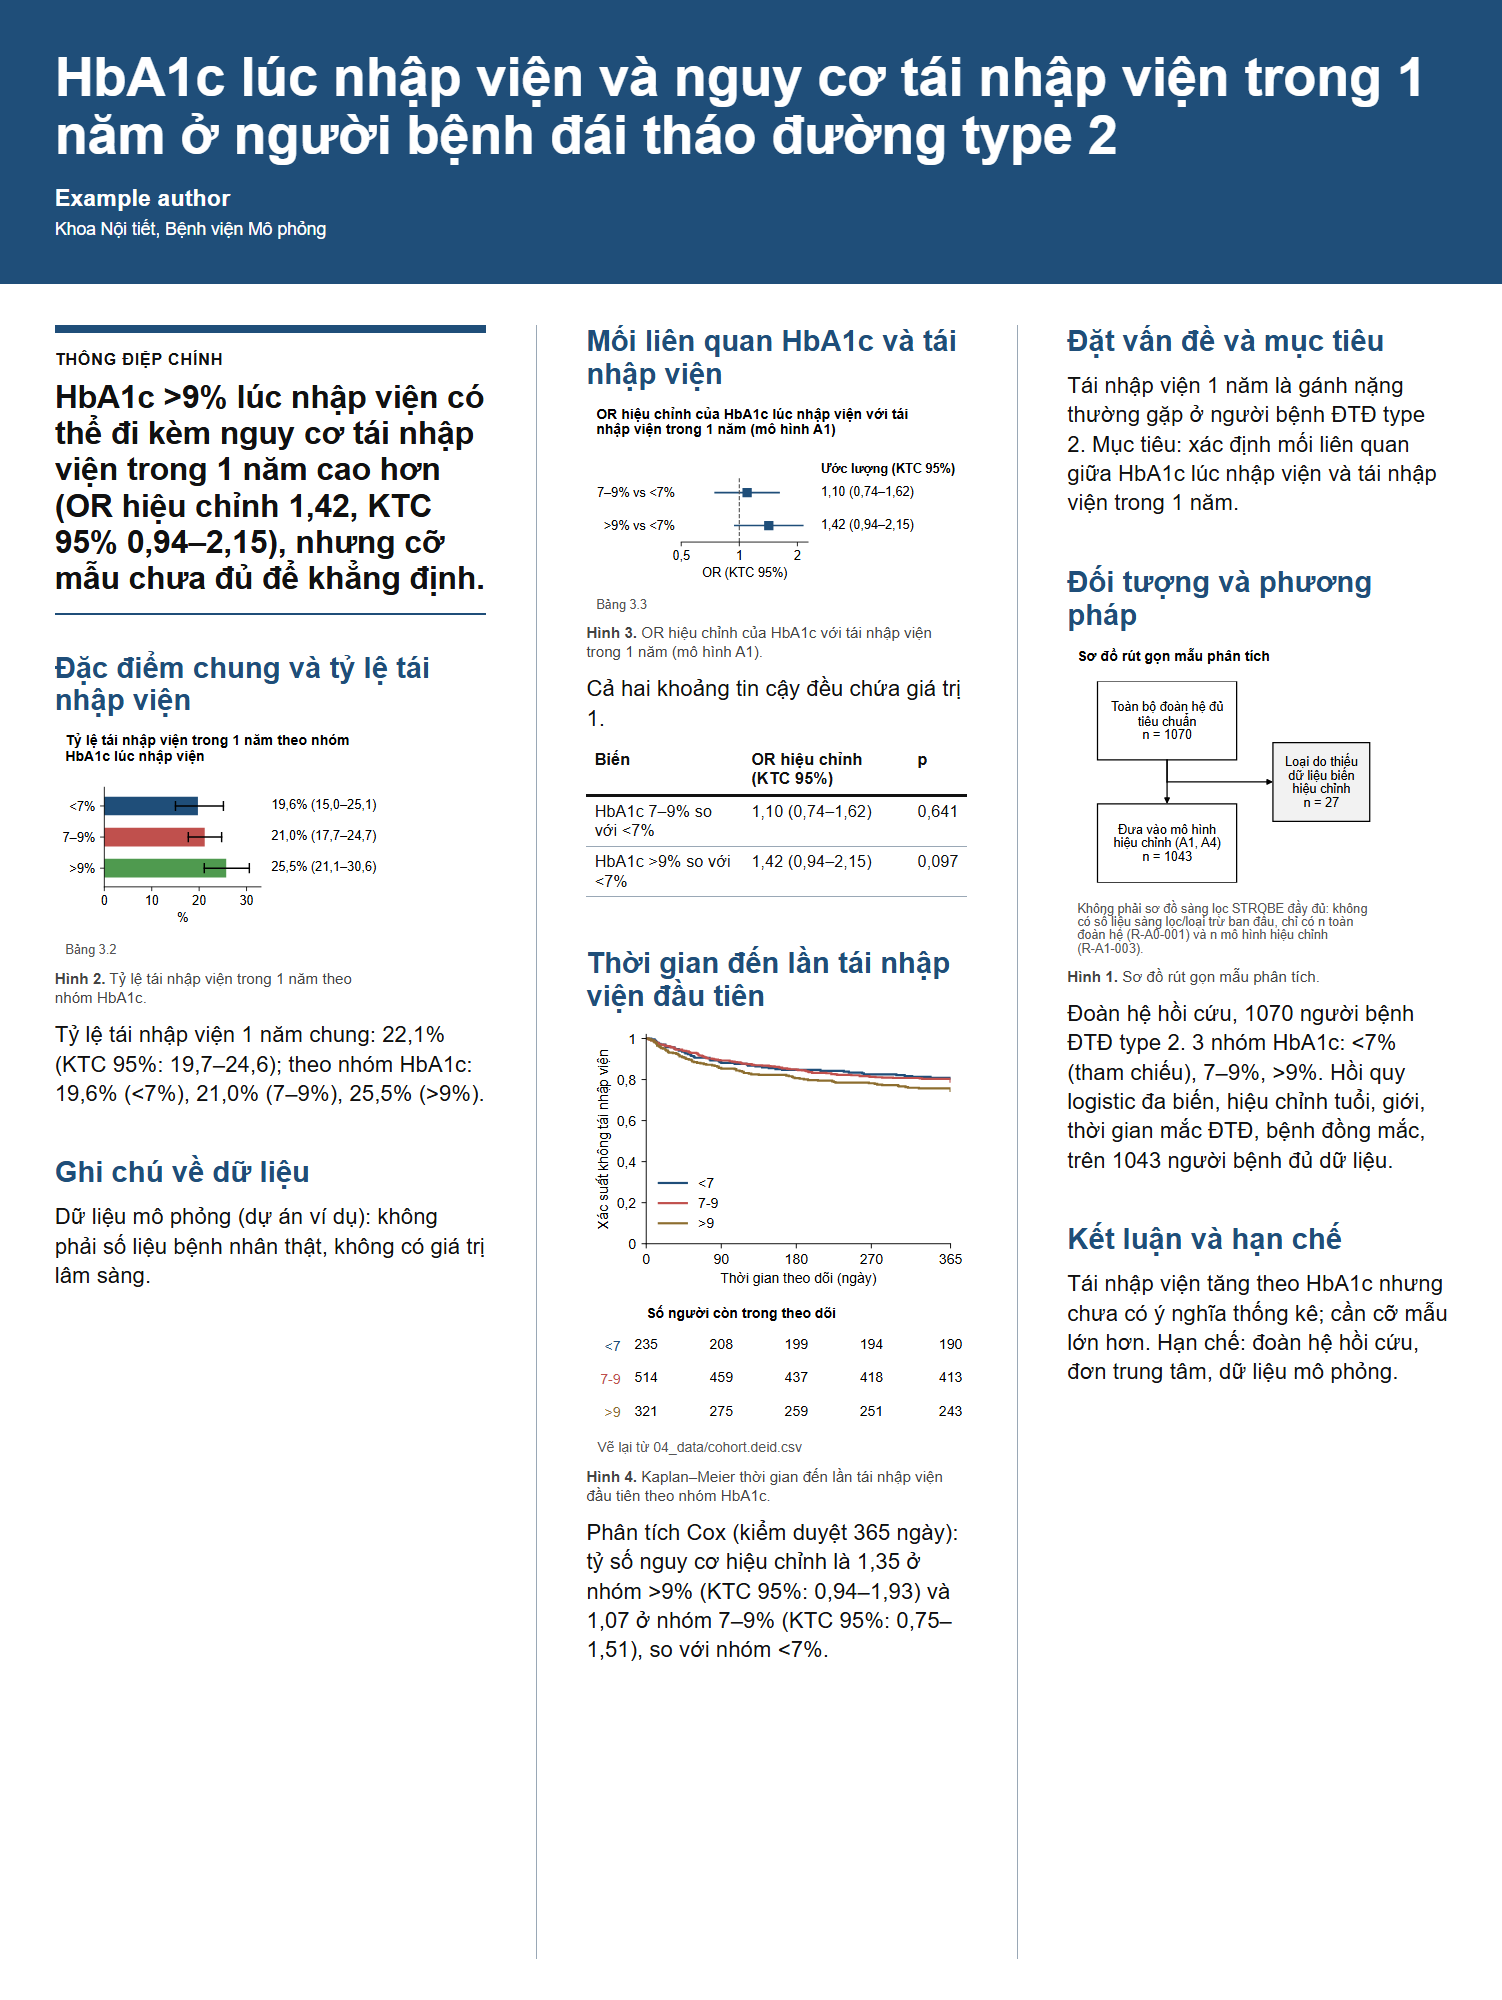 HbA1c lúc nhập viện và nguy cơ tái nhập viện trong 1
năm ở người bệnh đái tháo đường type 2
Example author
Khoa Nội tiết, Bệnh viện Mô phỏng
THÔNG ĐIỆP CHÍNH
HbA1c >9% lúc nhập viện có
thể đi kèm nguy cơ tái nhập
viện trong 1 năm cao hơn
(OR hiệu chỉnh 1,42, KTC
95% 0,94–2,15), nhưng cỡ
mẫu chưa đủ để khẳng định.
Đặc điểm chung và tỷ lệ tái
nhập viện
Tỷ lệ tái nhập viện trong 1 năm theo nhóm
HbA1c lúc nhập viện
<7% 19,6% (15,0–25,1)
7–9% 21,0% (17,7–24,7)
>9% 25,5% (21,1–30,6)
0 10 20 30
%
Bảng 3.2
Hình 2. Tỷ lệ tái nhập viện trong 1 năm theo
nhóm HbA1c.
Tỷ lệ tái nhập viện 1 năm chung: 22,1%
(KTC 95%: 19,7–24,6); theo nhóm HbA1c:
19,6% (<7%), 21,0% (7–9%), 25,5% (>9%).
Ghi chú về dữ liệu
Dữ liệu mô phỏng (dự án ví dụ): không
phải số liệu bệnh nhân thật, không có giá trị
lâm sàng.
Mối liên quan HbA1c và tái
nhập viện
OR hiệu chỉnh của HbA1c lúc nhập viện với tái
nhập viện trong 1 năm (mô hình A1)
Ước lượng (KTC 95%)
7–9% vs <7% 1,10 (0,74–1,62)
>9% vs <7% 1,42 (0,94–2,15)
0,5 1 2
OR (KTC 95%)
Bảng 3.3
Hình 3. OR hiệu chỉnh của HbA1c với tái nhập viện
trong 1 năm (mô hình A1).
Cả hai khoảng tin cậy đều chứa giá trị
1.
Biến OR hiệu chỉnh p
(KTC 95%)
HbA1c 7–9% so 1,10 (0,74–1,62) 0,641
với <7%
HbA1c >9% so với 1,42 (0,94–2,15) 0,097
<7%
Thời gian đến lần tái nhập
viện đầu tiên
Xác suất không tái nhập viện
1
0,8
0,6
0,4
0,2
0
<7
7-9
>9
0 90 180 270 365
Thời gian theo dõi (ngày)
Số người còn trong theo dõi
<7 235 208 199 194 190
7-9 514 459 437 418 413
>9 321 275 259 251 243
Vẽ lại từ 04_data/cohort.deid.csv
Hình 4. Kaplan–Meier thời gian đến lần tái nhập viện
đầu tiên theo nhóm HbA1c.
Phân tích Cox (kiểm duyệt 365 ngày):
tỷ số nguy cơ hiệu chỉnh là 1,35 ở
nhóm >9% (KTC 95%: 0,94–1,93) và
1,07 ở nhóm 7–9% (KTC 95%: 0,75–
1,51), so với nhóm <7%.
Đặt vấn đề và mục tiêu
Tái nhập viện 1 năm là gánh nặng
thường gặp ở người bệnh ĐTĐ type
2. Mục tiêu: xác định mối liên quan
giữa HbA1c lúc nhập viện và tái nhập
viện trong 1 năm.
Đối tượng và phương
pháp
Sơ đồ rút gọn mẫu phân tích
Toàn bộ đoàn hệ đủ
tiêu chuẩn
n = 1070
Loại do thiếu
dữ liệu biến
hiệu chỉnh
n = 27
Đưa vào mô hình
hiệu chỉnh (A1, A4)
n = 1043
Không phải sơ đồ sàng lọc STROBE đầy đủ: không
có số liệu sàng lọc/loại trừ ban đầu, chỉ có n toàn
đoàn hệ (R-A0-001) và n mô hình hiệu chỉnh
(R-A1-003).
Hình 1. Sơ đồ rút gọn mẫu phân tích.
Đoàn hệ hồi cứu, 1070 người bệnh
ĐTĐ type 2. 3 nhóm HbA1c: <7%
(tham chiếu), 7–9%, >9%. Hồi quy
logistic đa biến, hiệu chỉnh tuổi, giới,
thời gian mắc ĐTĐ, bệnh đồng mắc,
trên 1043 người bệnh đủ dữ liệu.
Kết luận và hạn chế
Tái nhập viện tăng theo HbA1c nhưng
chưa có ý nghĩa thống kê; cần cỡ mẫu
lớn hơn. Hạn chế: đoàn hệ hồi cứu,
đơn trung tâm, dữ liệu mô phỏng.